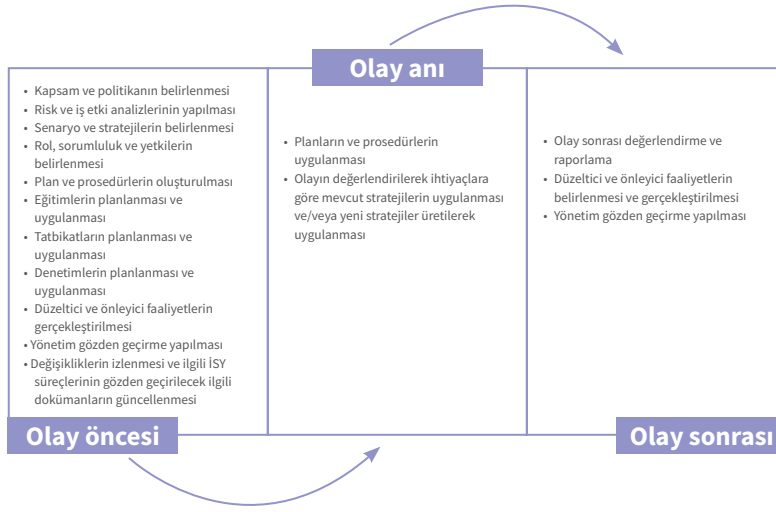 Olay anı
• Kapsam ve politikanın belirlenmesi
• Risk ve iş etki analizlerinin yapılması
• Senaryo ve stratejilerin belirlenmesi
• Rol, sorumluluk ve yetkilerin
belirlenmesi
• Plan ve prosedürlerin oluşturulması
• Eğitimlerin planlanması ve
uygulanması
• Tatbikatların planlanması ve
uygulanması
• Denetimlerin planlanması ve
uygulanması
• Düzeltici ve önleyici faaliyetlerin
gerçekleştirilmesi
• Yönetim gözden geçirme yapılması
• Değişikliklerin izlenmesi ve ilgili İSY
süreçlerinin gözden geçirilecek ilgili
dokümanların güncellenmesi
• Planların ve prosedürlerin
uygulanması
• Olayın değerlendirilerek ihtiyaçlara
göre mevcut stratejilerin uygulanması
ve/veya yeni stratejiler üretilerek
uygulanması
• Olay sonrası değerlendirme ve
raporlama
• Düzeltici ve önleyici faaliyetlerin
belirlenmesi ve gerçekleştirilmesi
• Yönetim gözden geçirme yapılması
Olay öncesi
Olay sonrası